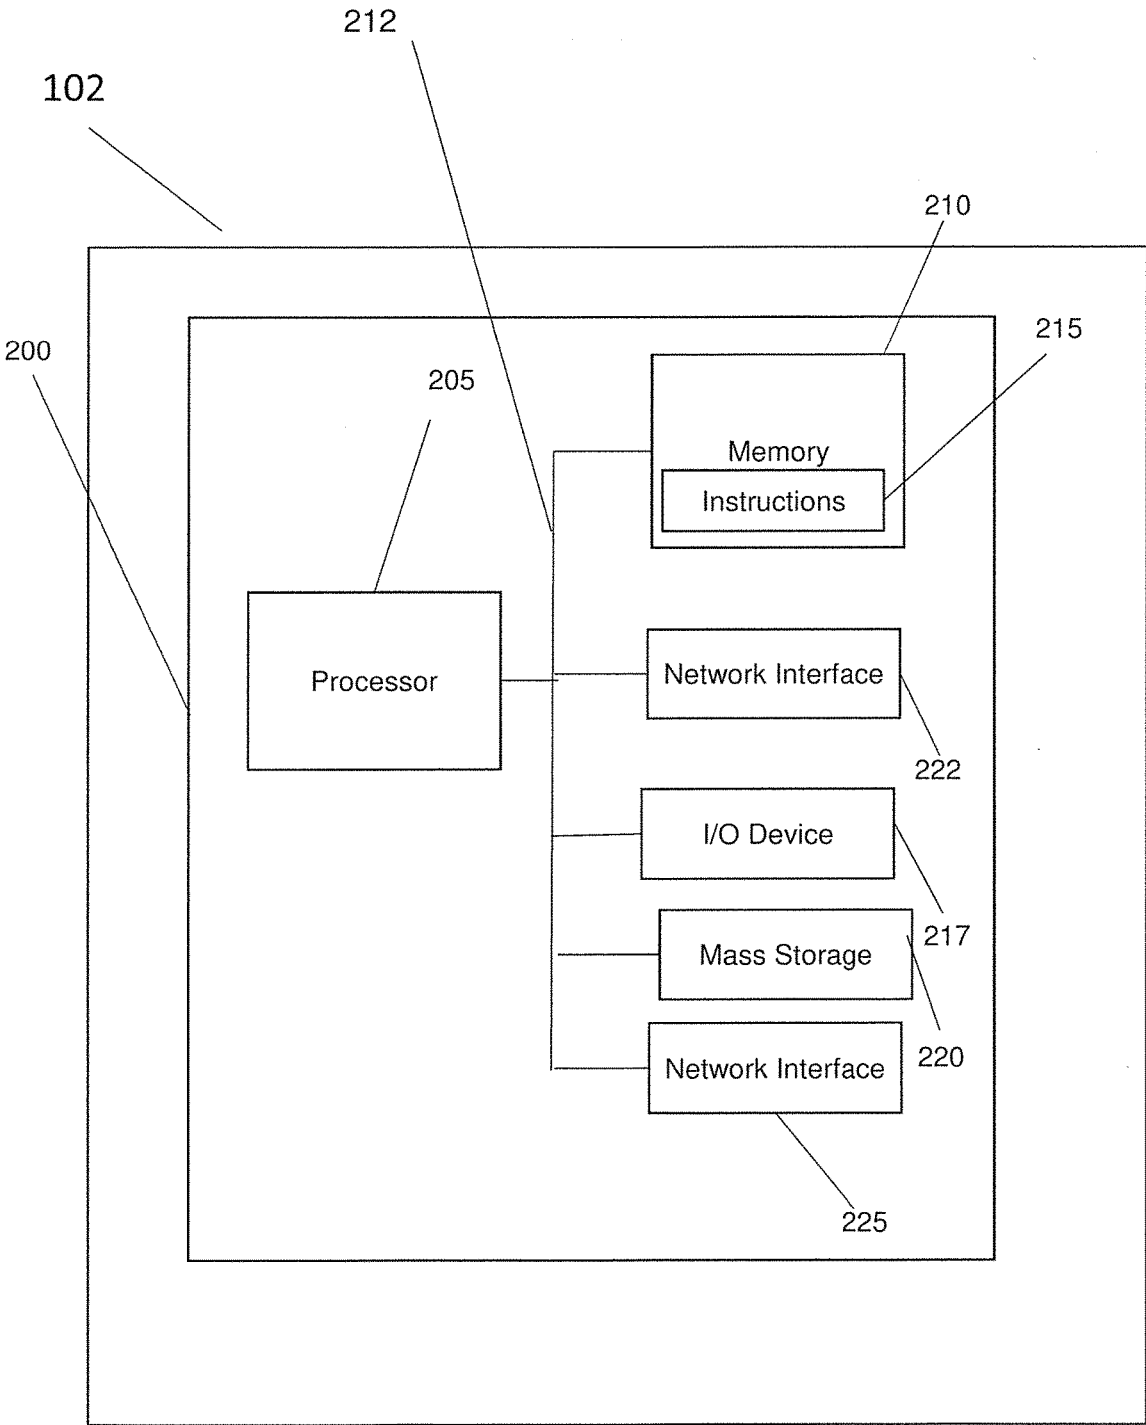 212
102
210
215
200
205
Memory
Instructions
Processor
Network Interface
222
I/O Device
217
Mass Storage
220
Network Interface
225